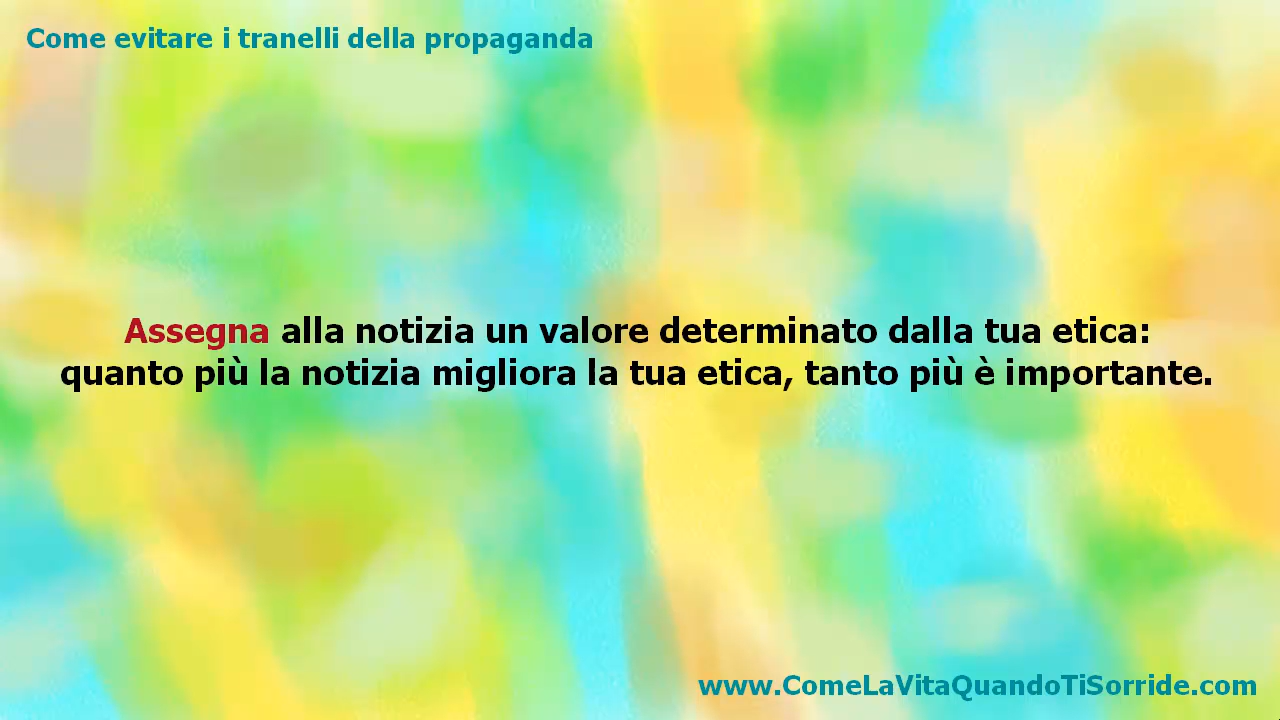 Come evitare i tranelli della propaganda
Assegna alla notizia un valore determinato dalla tua etica:
quanto più la notizia migliora la tua etica, tanto più è importante.
www.ComeLaVitaQuandoTiSorride.com